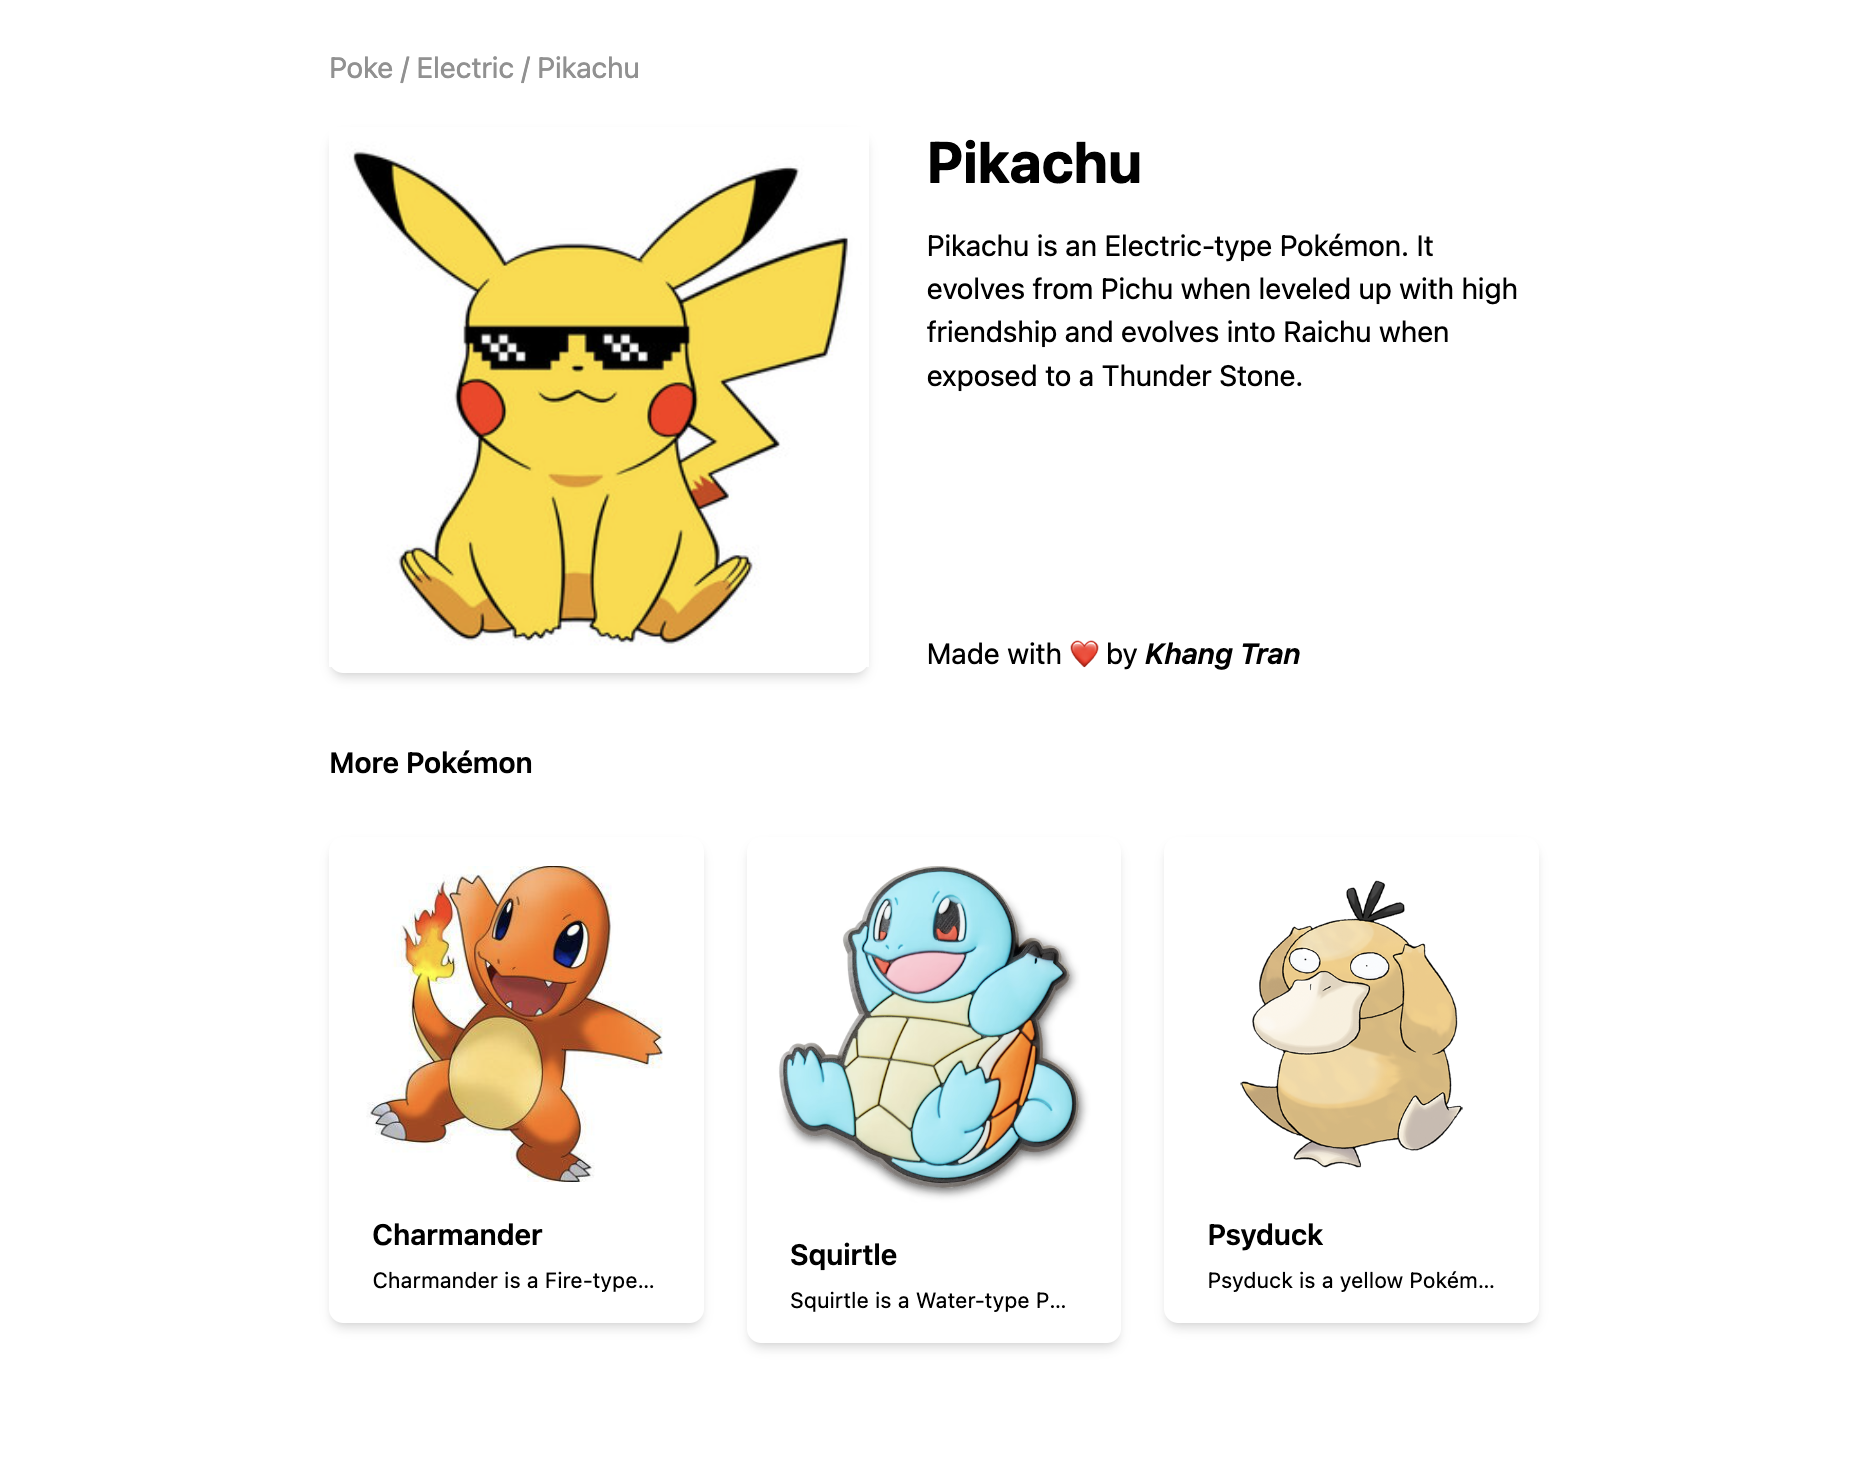 Poke / Electric / Pikachu
Pikachu
Pikachu is an Electric-type Pokémon. It
evolves from Pichu when leveled up with high
friendship and evolves into Raichu when
exposed to a Thunder Stone.
Made with ❤️ by Khang Tran
More Pokémon
Charmander
Charmander is a Fire-type...
Squirtle
Squirtle is a Water-type P...
Psyduck
Psyduck is a yellow Pokém...